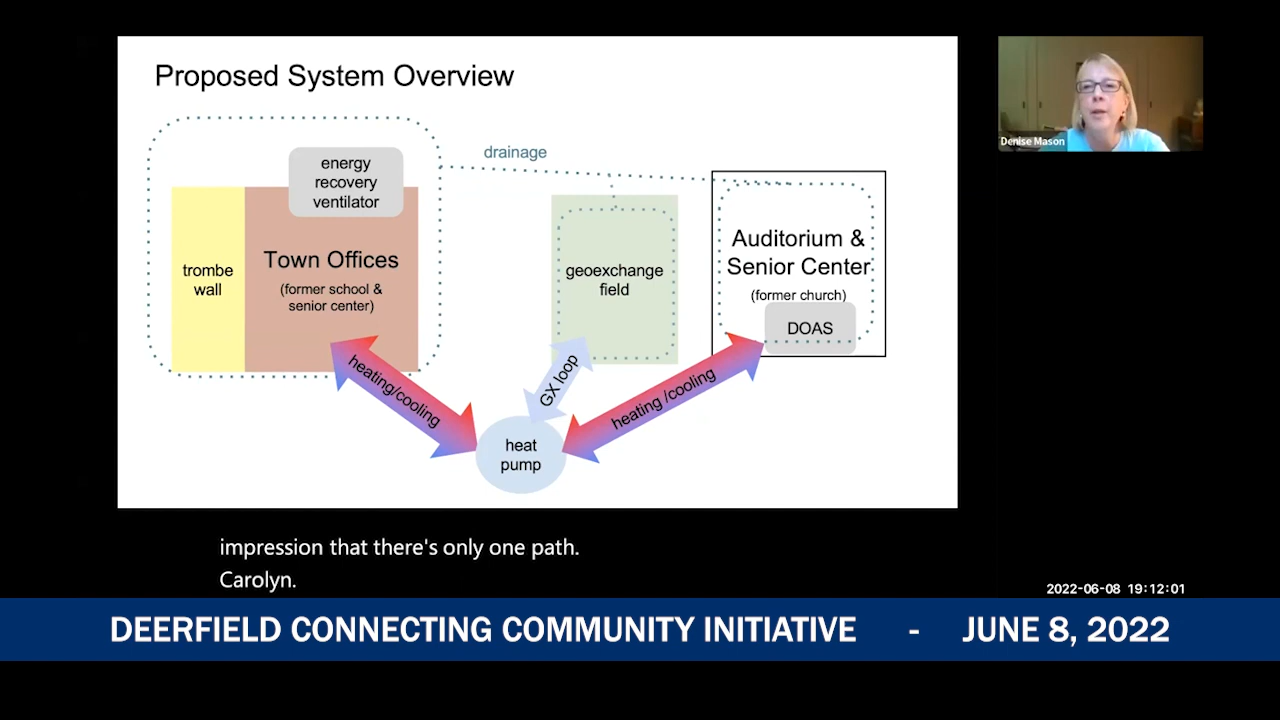 Proposed System Overview
drainage
energy
recovery
ventilator
trombe
wall
Town Offices
(former school &
senior center)
geoexchange
field
Auditorium &
Senior Center
(former church)
DOAS
heating/cooling
GX loop
heating /cooling
heat
pump
Denise Mason
impression that there's only one path.
Carolyn.
2022-06-08 19:12:01
DEERFIELD CONNECTING COMMUNITY INITIATIVE - JUNE 8, 2022